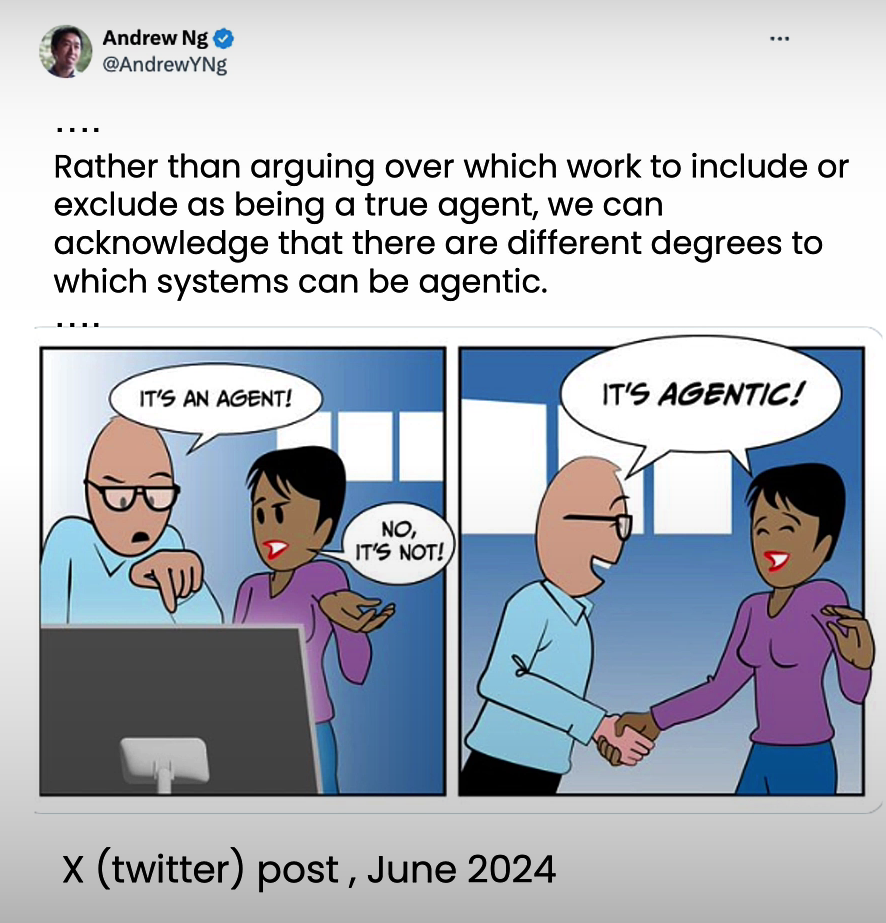 Andrew Ng
@AndrewYNg
...
....
Rather than arguing over which work to include or
exclude as being a true agent, we can
acknowledge that there are different degrees to
which systems can be agentic.
....
IT'S AN AGENT!
NO,
IT'S NOT!
IT'S AGENTIC!
X (twitter) post , June 2024